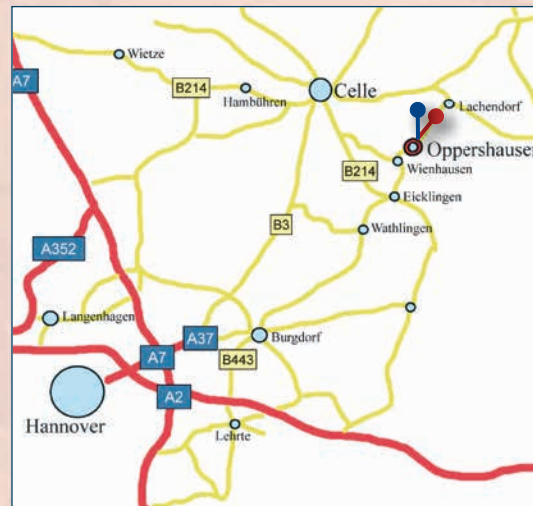 Wietze
A7
B214
Hambühren
Celle
Lachendorf
Oppershausen
Wienhausen
B214
Eicklingen
B3
Wathlingen
A352
Langenhagen
A37
Burgdorf
A7
B443
A2
Hannover
Lehrte